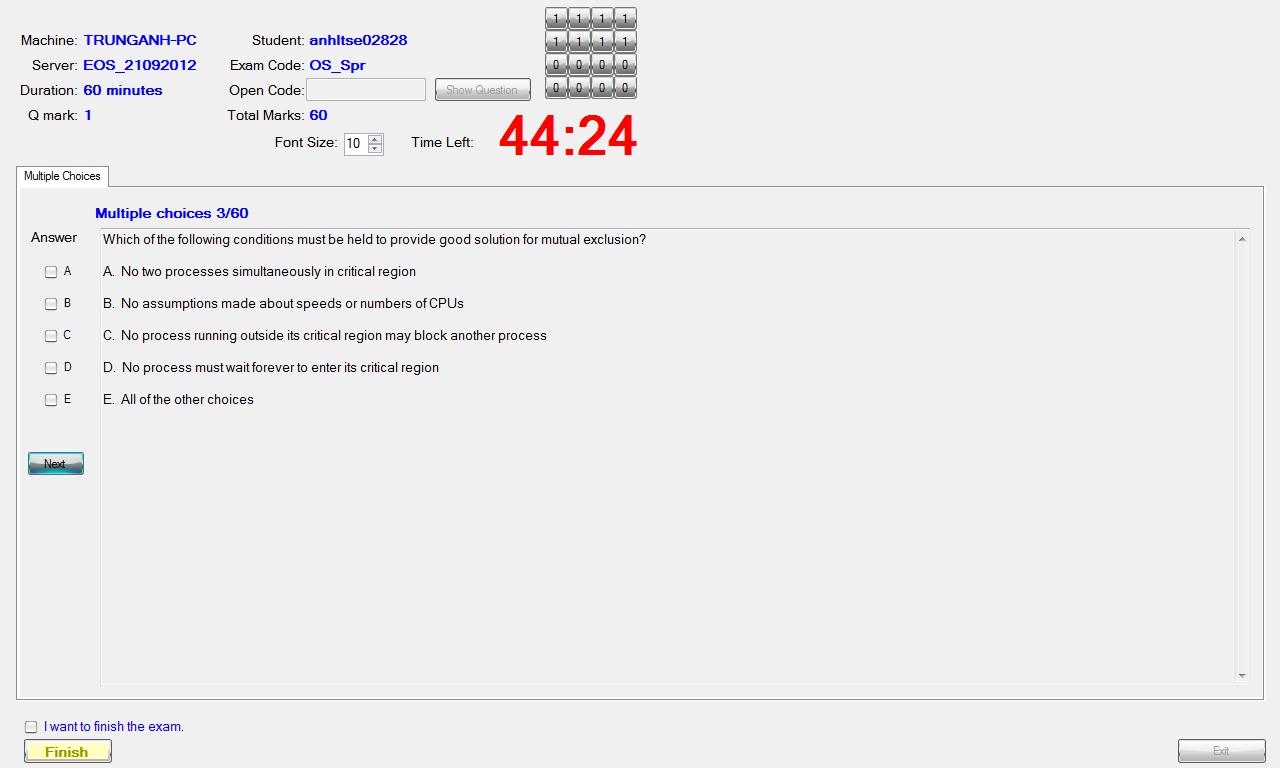 Machine: TRUNGANH-PC Student: anhltse02828
Server: EOS_21092012 Exam Code: OS_Spr
Duration: 60 minutes Open Code: Show Question
Q mark: 1 Total Marks: 60
1 1 1 1
1 1 1 1
0 0 0 0
0 0 0 0
Font Size: 10 Time Left: 44:24
Multiple Choices
Multiple choices 3/60
Answer
Which of the following conditions must be held to provide good solution for mutual exclusion?
A A. No two processes simultaneously in critical region
B B. No assumptions made about speeds or numbers of CPUs
C C. No process running outside its critical region may block another process
D D. No process must wait forever to enter its critical region
E E. All of the other choices
Next
I want to finish the exam.
Finish Exit